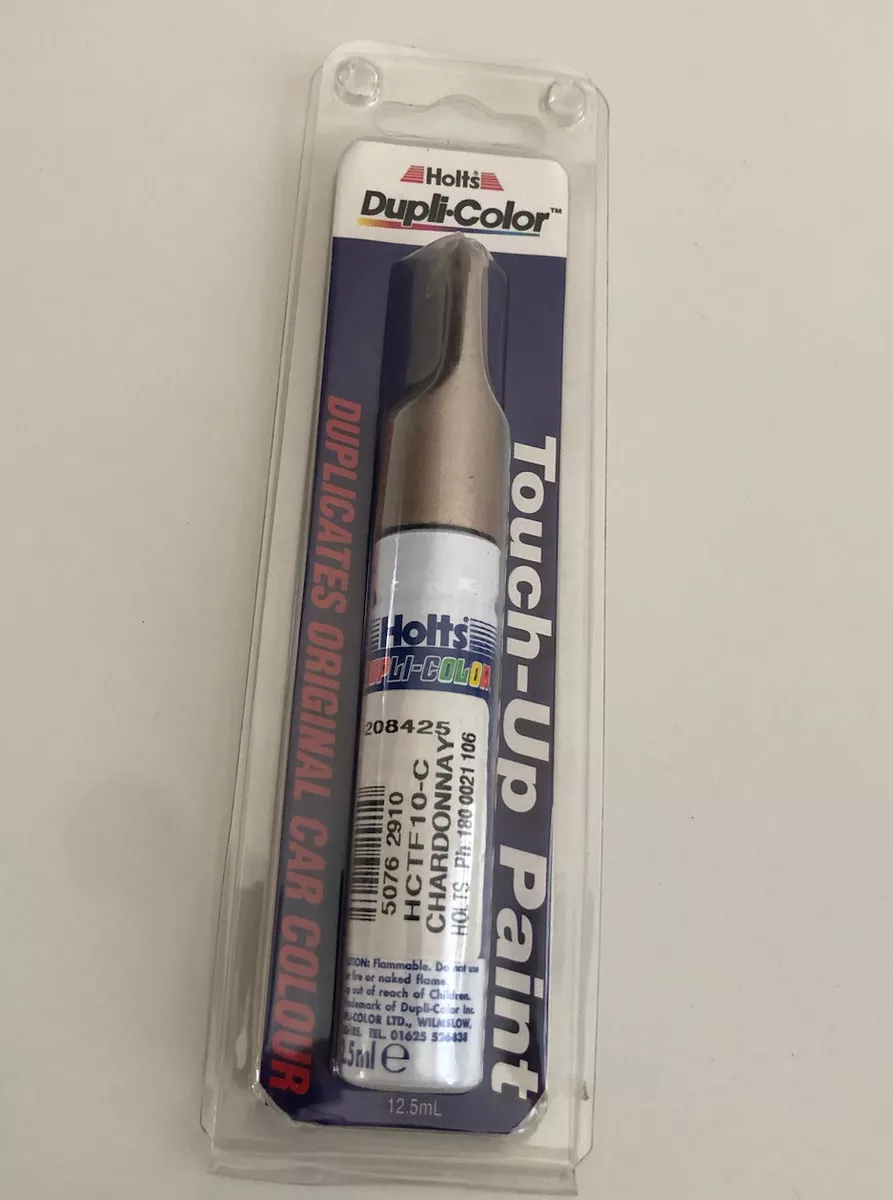 Holts
Dupli-Color™
DUPLICATES ORIGINAL CAR COLOUR
Touch-Up Paint
Holts
DUPLI-COLOR
208425
5076 2910
HCTF10-C
CHARDONNAY
HOLTS Ph.180 0021 106
Flammable. Do not use
fire or naked flame.
out of reach of Children.
of Dupli-Color Inc.
LTD., WILMSLOW,
TEL. 01625 526838
e
12.5mL